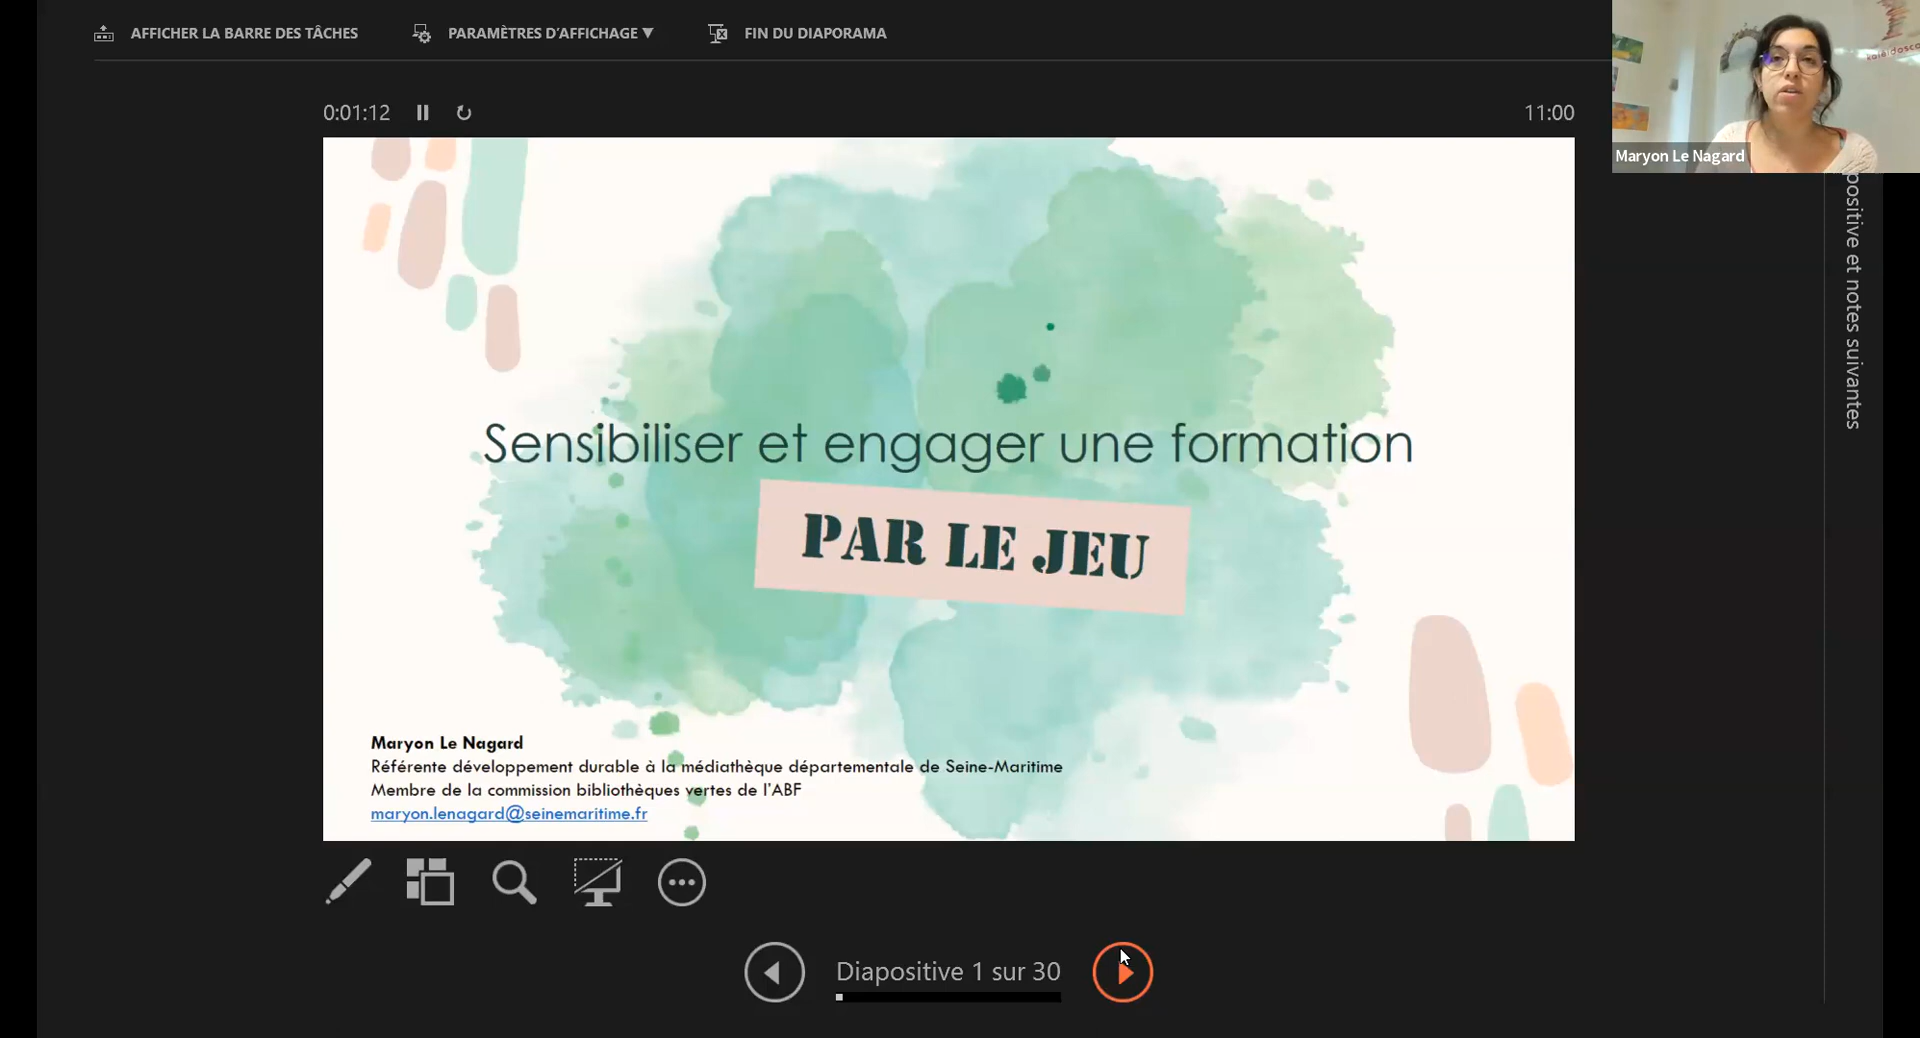 AFFICHER LA BARRE DES TÂCHES
PARAMÈTRES D'AFFICHAGE ▼
FIN DU DIAPORAMA
0:01:12
11:00
Maryon Le Nagard
positive et notes suivantes
Sensibiliser et engager une formation
PAR LE JEU
Maryon Le Nagard
Référente développement durable à la médiathèque départementale de Seine-Maritime
Membre de la commission bibliothèques vertes de l'ABF
maryon.lenagard@seinemaritime.fr
Diapositive 1 sur 30